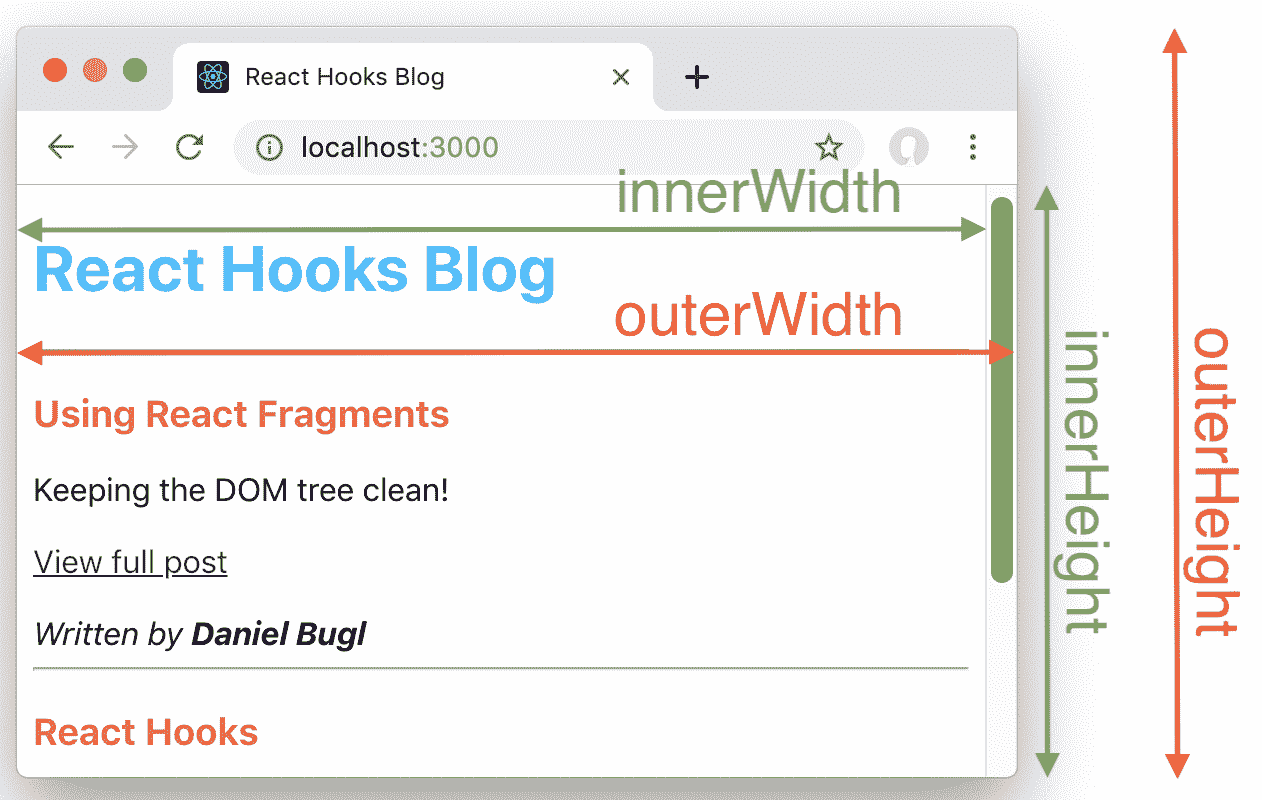 React Hooks Blog
localhost:3000
innerWidth
React Hooks Blog
outerWidth
Using React Fragments
Keeping the DOM tree clean!
View full post
Written by Daniel Bugl
React Hooks
innerHeight
outerHeight